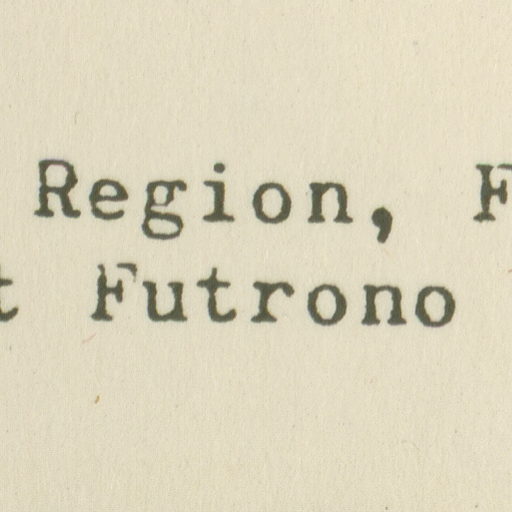 Region, F
t Futrono